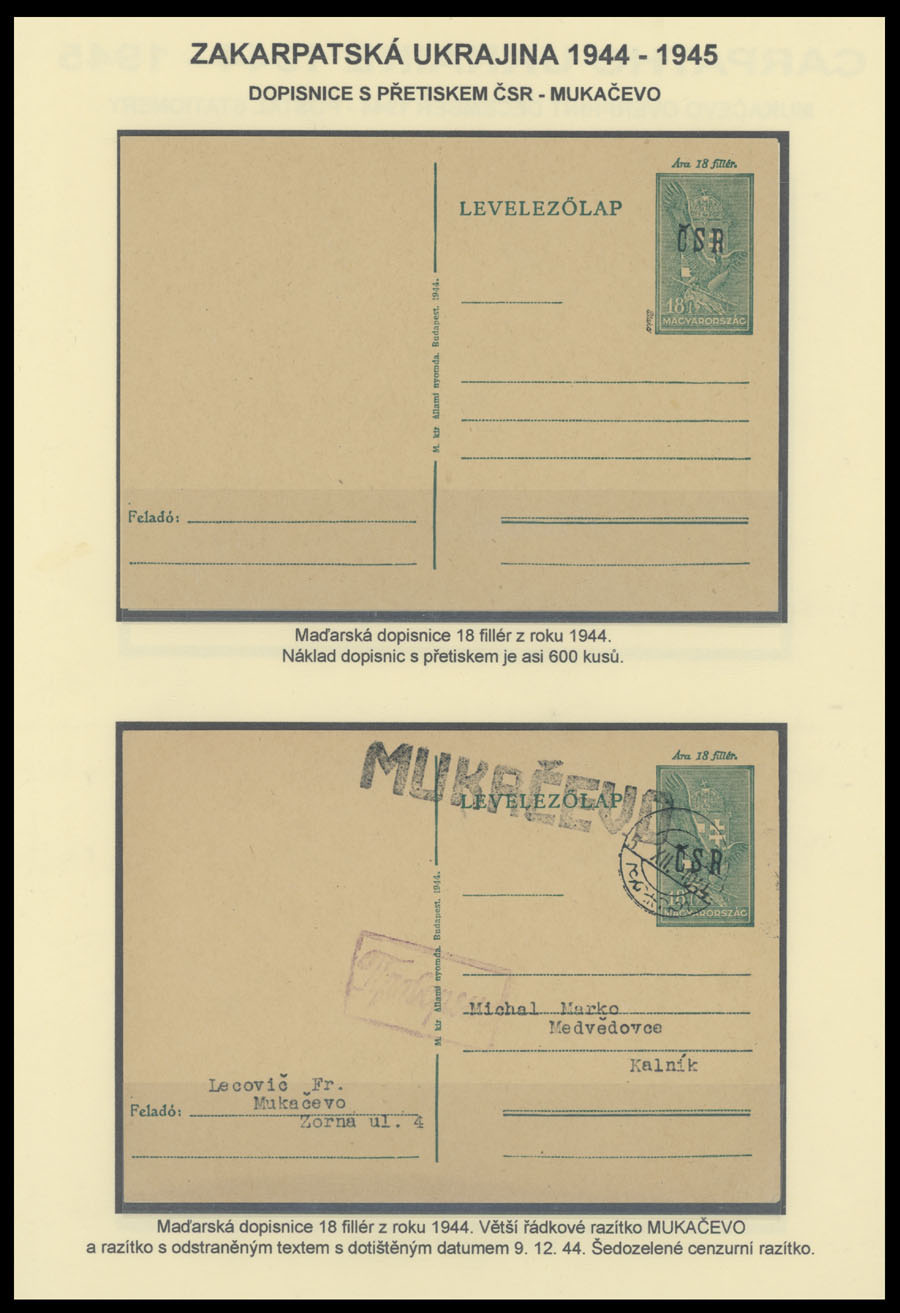 ZAKARPATSKÁ UKRAJINA 1944 - 1945
DOPISNICE S PŘETISKEM ČSR - MUKAČEVO
Ára 18 fillér.
LEVELEZŐLAP
ČSR
18
MAGYARORSZÁG
M. kir. állami nyomda. Budapest. 1944.
Feladó:
Maďarská dopisnice 18 fillér z roku 1944.
Náklad dopisnic s přetiskem je asi 600 kusů.
MUKAČEVO
Ára 18 fillér.
LEVELEZŐLAP
ČSR
18
MAGYARORSZÁG
M. kir. állami nyomda. Budapest. 1944.
Michal Marko
Medvědovce
Kalník
Lecovič Fr.
Mukačevo
Feladó:
Zorná ul. 4
Maďarská dopisnice 18 fillér z roku 1944. Větší řádkové razítko MUKAČEVO
a razítko s odstraněným textem s dotištěným datumem 9. 12. 44. Šedozelené cenzurní razítko.